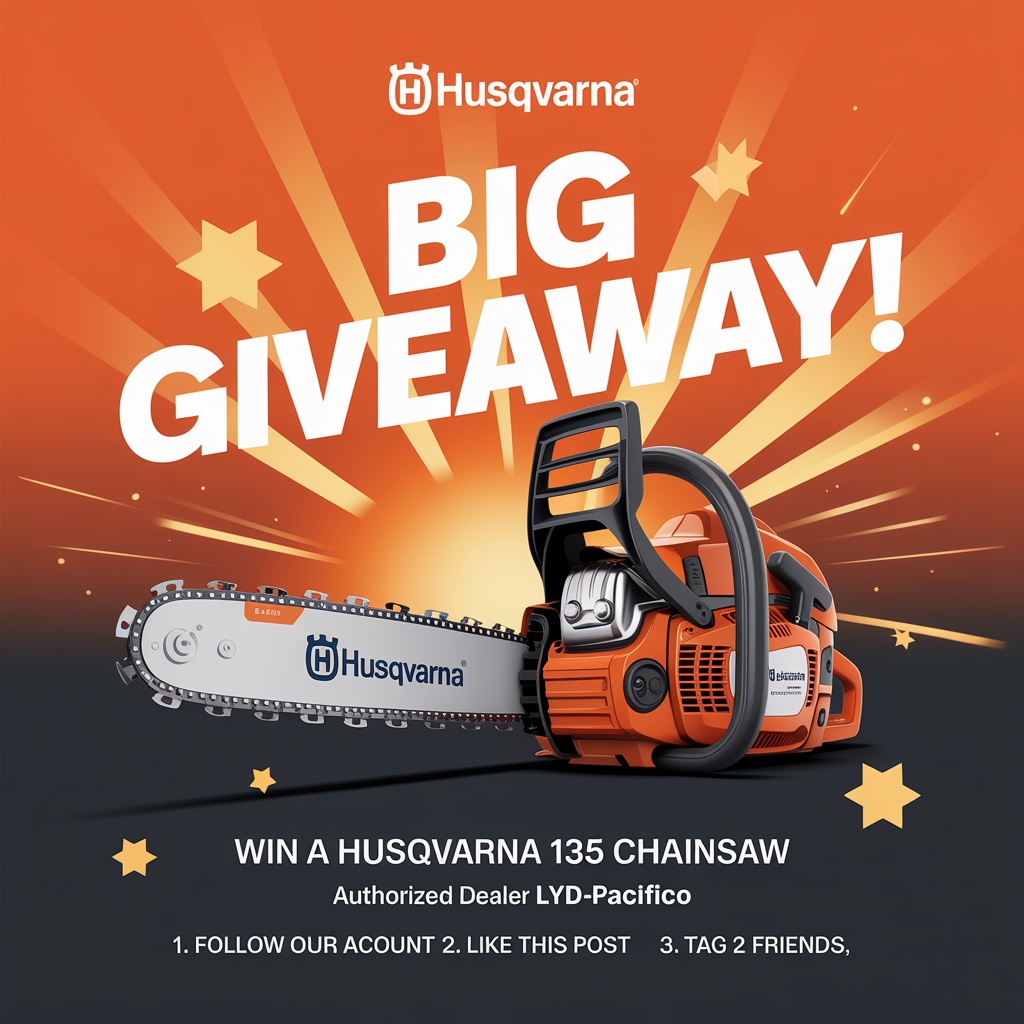 Husqvarna
BIG
GIVEAWAY!
Husqvarna
WIN A HUSQVARNA 135 CHAINSAW
Authorized Dealer LYD-Pacifico
1. FOLLOW OUR ACOUNT 2. LIKE THIS POST 3. TAG 2 FRIENDS,